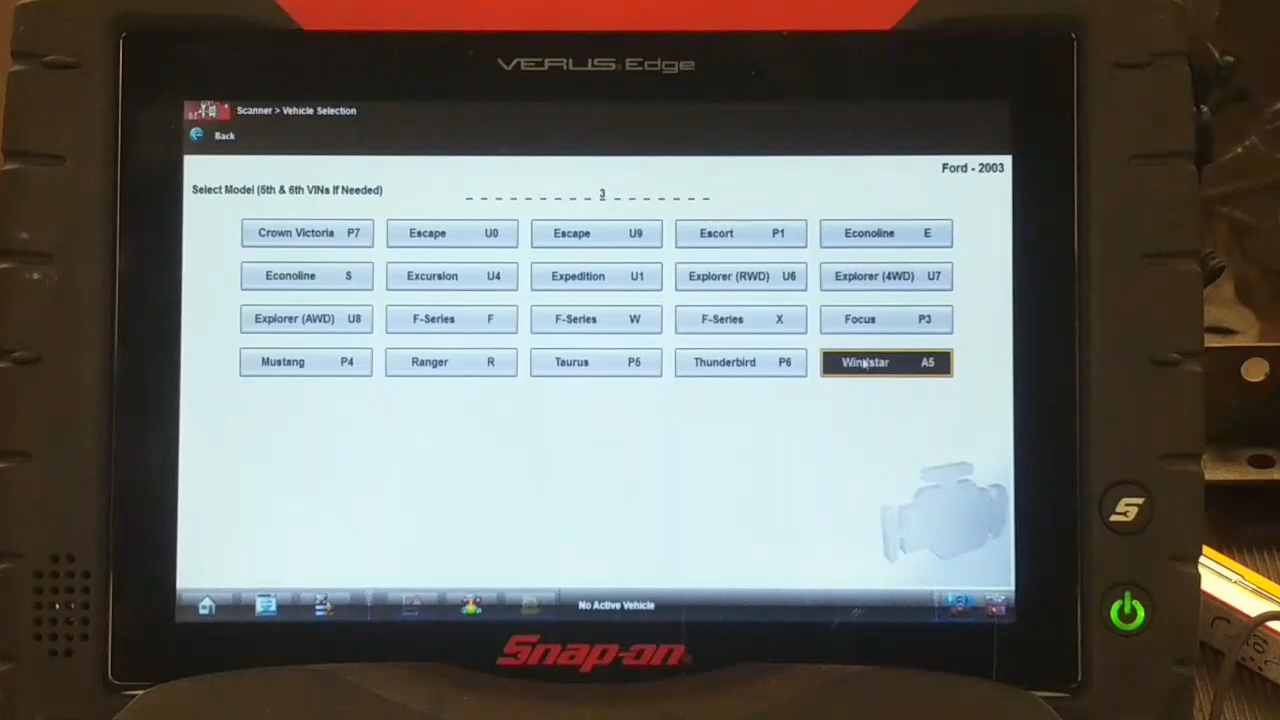 VERUS Edge
Scanner > Vehicle Selection
Back
Ford - 2003
Select Model (5th & 6th VINs If Needed)
_ _ _ _ _ _ _ _ _ 3 _ _ _ _ _ _ _
Crown Victoria P7 Escape U0 Escape U9 Escort P1 Econoline E
Econoline S Excursion U4 Expedition U1 Explorer (RWD) U6 Explorer (4WD) U7
Explorer (AWD) U8 F-Series F F-Series W F-Series X Focus P3
Mustang P4 Ranger R Taurus P5 Thunderbird P6 Windstar A5
S
No Active Vehicle
Snap-on